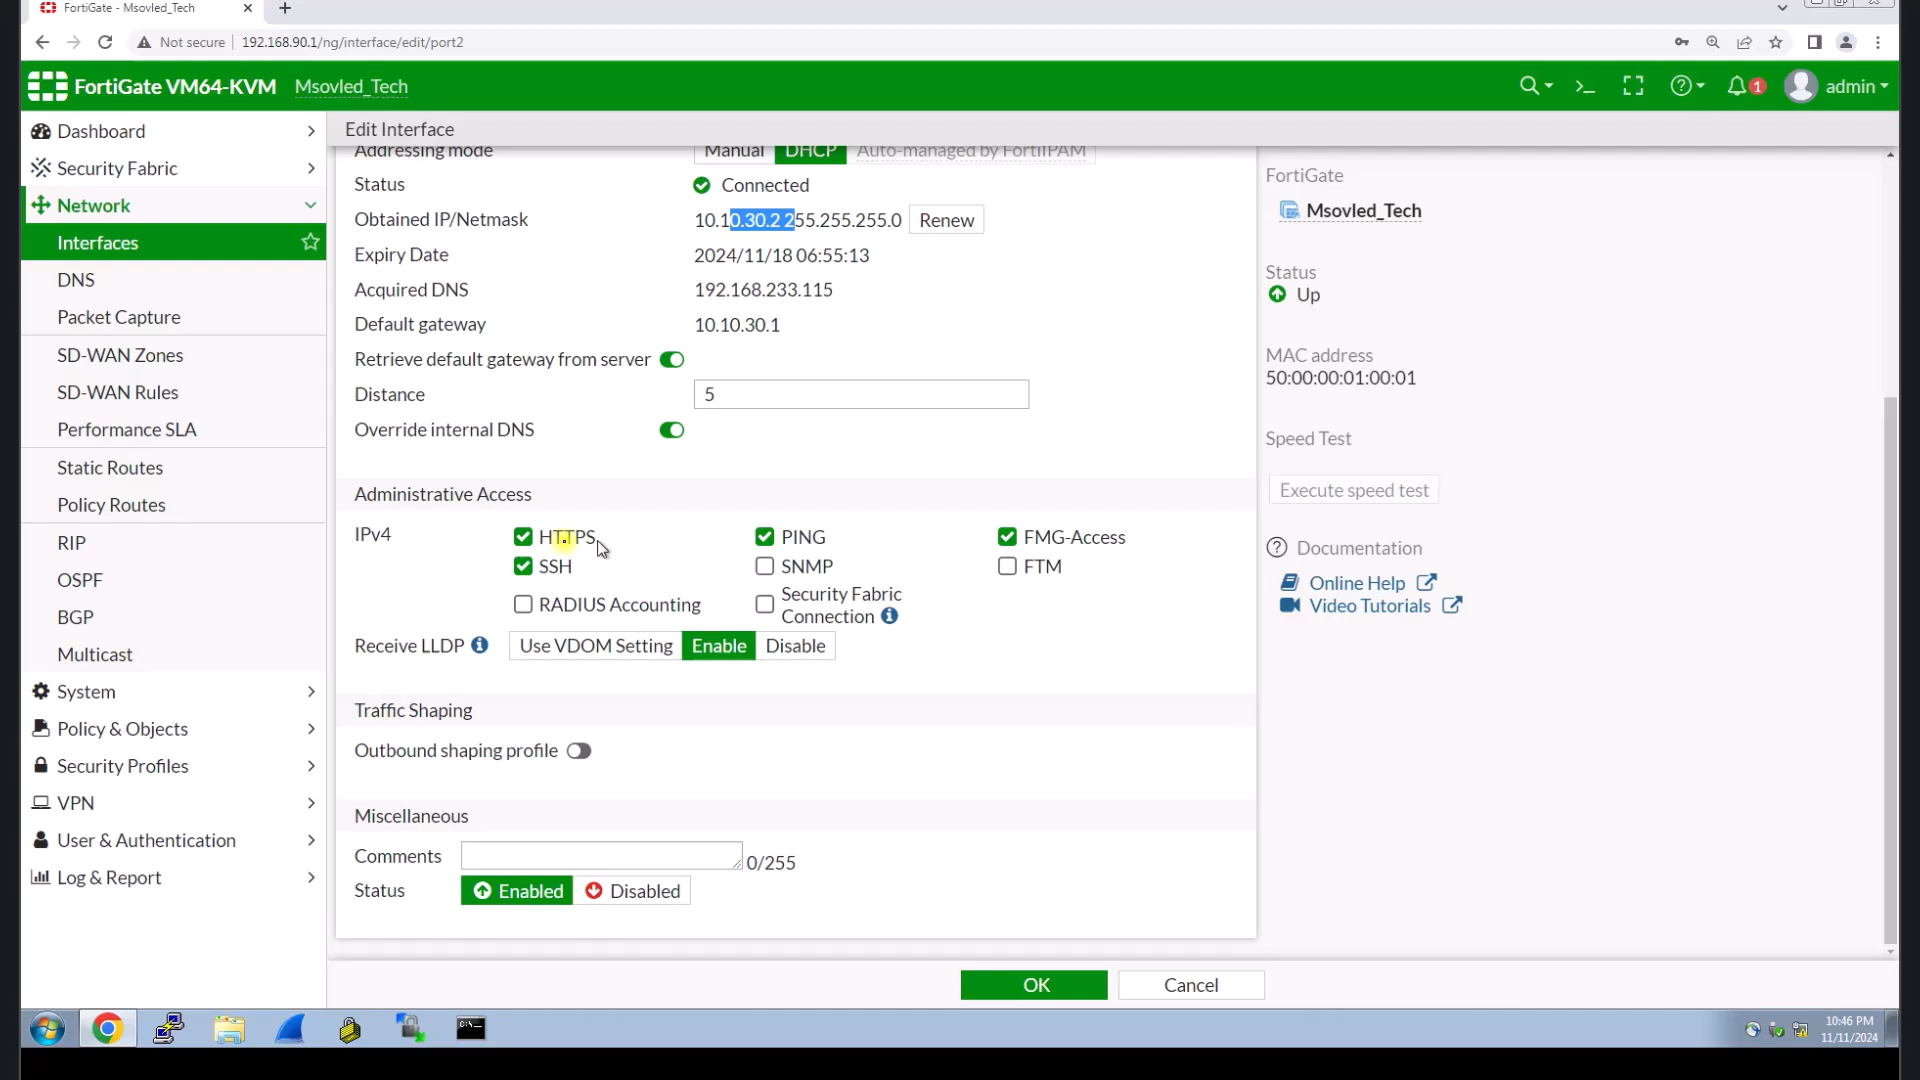 FortiGate - Msovled_Tech
Not secure 192.168.90.1/ng/interface/edit/port2
FortiGate VM64-KVM Msovled_Tech
1 admin
Dashboard
Security Fabric
Network
Interfaces
DNS
Packet Capture
SD-WAN Zones
SD-WAN Rules
Performance SLA
Static Routes
Policy Routes
RIP
OSPF
BGP
Multicast
System
Policy & Objects
Security Profiles
VPN
User & Authentication
Log & Report
Edit Interface
Addressing mode Manual DHCP Auto-managed by FortiIPAM
Status Connected
Obtained IP/Netmask 10.10.30.2 255.255.255.0 Renew
Expiry Date 2024/11/18 06:55:13
Acquired DNS 192.168.233.115
Default gateway 10.10.30.1
Retrieve default gateway from server
Distance 5
Override internal DNS
Administrative Access
IPv4 HTTPS PING FMG-Access
SSH SNMP FTM
RADIUS Accounting Security Fabric
Connection
Receive LLDP Use VDOM Setting Enable Disable
Traffic Shaping
Outbound shaping profile
Miscellaneous
Comments 0/255
Status Enabled Disabled
OK Cancel
FortiGate
Msovled_Tech
Status
Up
MAC address
50:00:00:01:00:01
Speed Test
Execute speed test
Documentation
Online Help
Video Tutorials
10:46 PM
11/11/2024